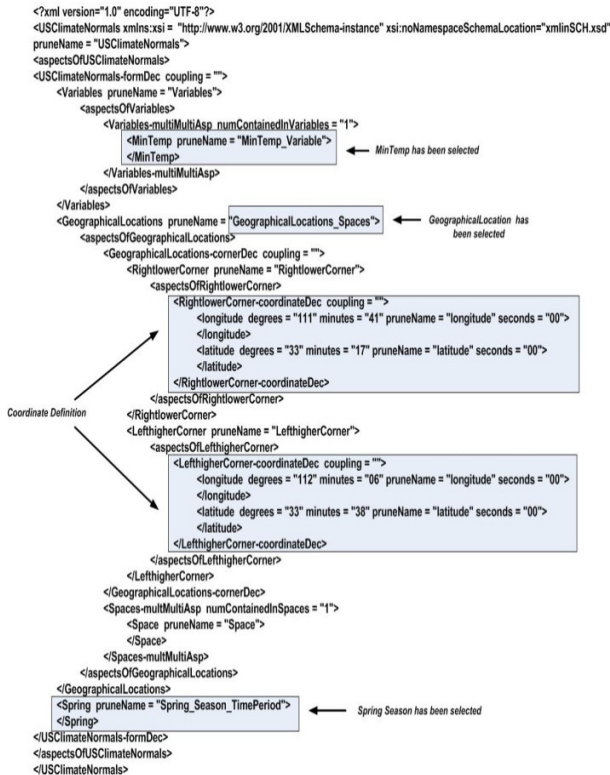 <?xml version="1.0" encoding="UTF-8"?>
<USClimateNormals xmlns:xsi = "http://www.w3.org/2001/XMLSchema-instance" xsi:noNamespaceSchemaLocation="xmlinSCH.xsd"
pruneName = "USClimateNormals">
<aspectsOfUSClimateNormals>
<USClimateNormals-formDec coupling = "">
<Variables pruneName = "Variables">
<aspectsOfVariables>
<Variables-multiMultiAsp numContainedInVariables = "1">
<MinTemp pruneName = "MinTemp_Variable">
</MinTemp>
MinTemp has been selected
</Variables-multiMultiAsp>
</aspectsOfVariables>
</Variables>
<GeographicalLocations pruneName = "GeographicalLocations_Spaces">
GeographicalLocation has
been selected
<aspectsOfGeographicalLocations>
<GeographicalLocations-cornerDec coupling = "">
<RightlowerCorner pruneName = "RightlowerCorner">
<aspectsOfRightlowerCorner>
<RightlowerCorner-coordinateDec coupling = "">
<longitude degrees = "111" minutes = "41" pruneName = "longitude" seconds = "00">
</longitude>
<latitude degrees = "33" minutes = "17" pruneName = "latitude" seconds = "00">
</latitude>
</RightlowerCorner-coordinateDec>
</aspectsOfRightlowerCorner>
</RightlowerCorner>
Coordinate Definition
<LefthigherCorner pruneName = "LefthigherCorner">
<aspectsOfLefthigherCorner>
<LefthigherCorner-coordinateDec coupling = "">
<longitude degrees = "112" minutes = "06" pruneName = "longitude" seconds = "00">
</longitude>
<latitude degrees = "33" minutes = "38" pruneName = "latitude" seconds = "00">
</latitude>
</LefthigherCorner-coordinateDec>
</aspectsOfLefthigherCorner>
</LefthigherCorner>
</GeographicalLocations-cornerDec>
<Spaces-multMultiAsp numContainedInSpaces = "1">
<Space pruneName = "Space">
</Space>
</Spaces-multMultiAsp>
</aspectsOfGeographicalLocations>
</GeographicalLocations>
<Spring pruneName = "Spring_Season_TimePeriod">
</Spring>
Spring Season has been selected
</USClimateNormals-formDec>
</aspectsOfUSClimateNormals>
</USClimateNormals>